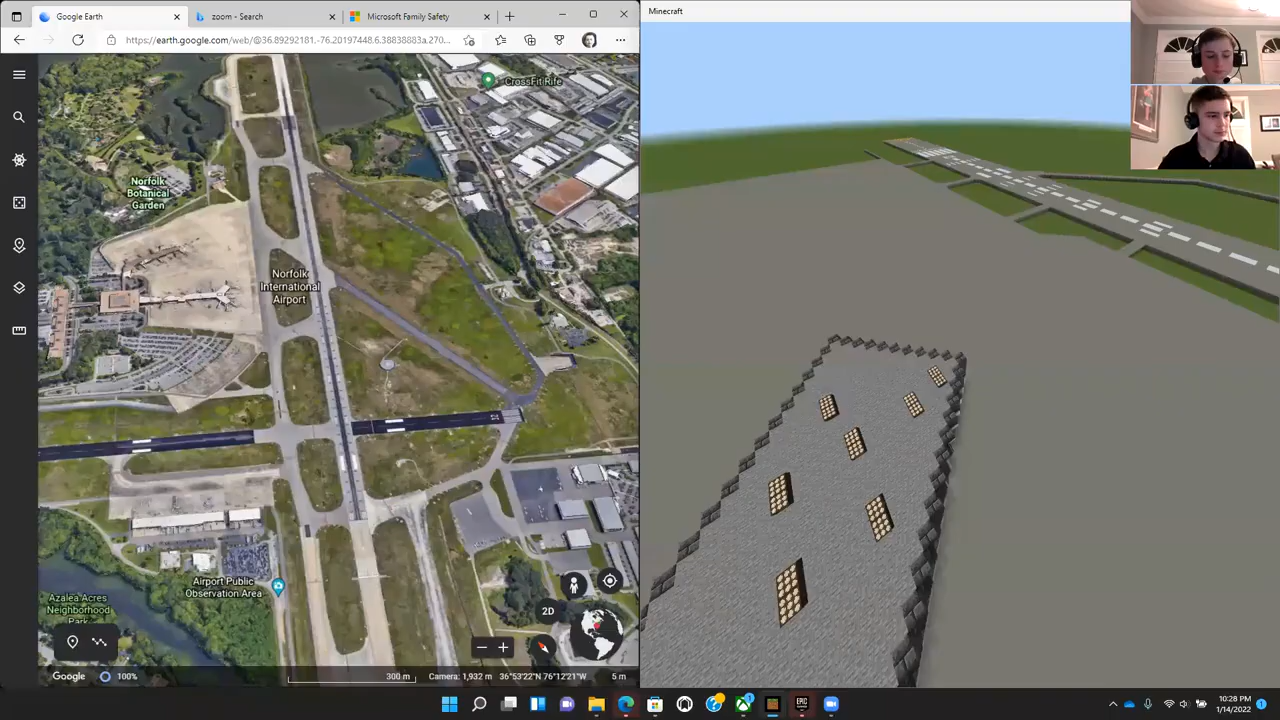 Google Earth
zoom - Search
Microsoft Family Safety
Minecraft
https://earth.google.com/web/@36.89292181,-76.20197448,6.38838883a,270...
CrossFit Rife
Norfolk
Botanical
Garden
Norfolk
International
Airport
Airport Public
Observation Area
Azalea Acres
Neighborhood
Park
2D
Google
100%
300 m
Camera: 1,932 m
36°53'22"N 76°12'21"W
5 m
EPIC
1
10:28 PM
1/14/2022